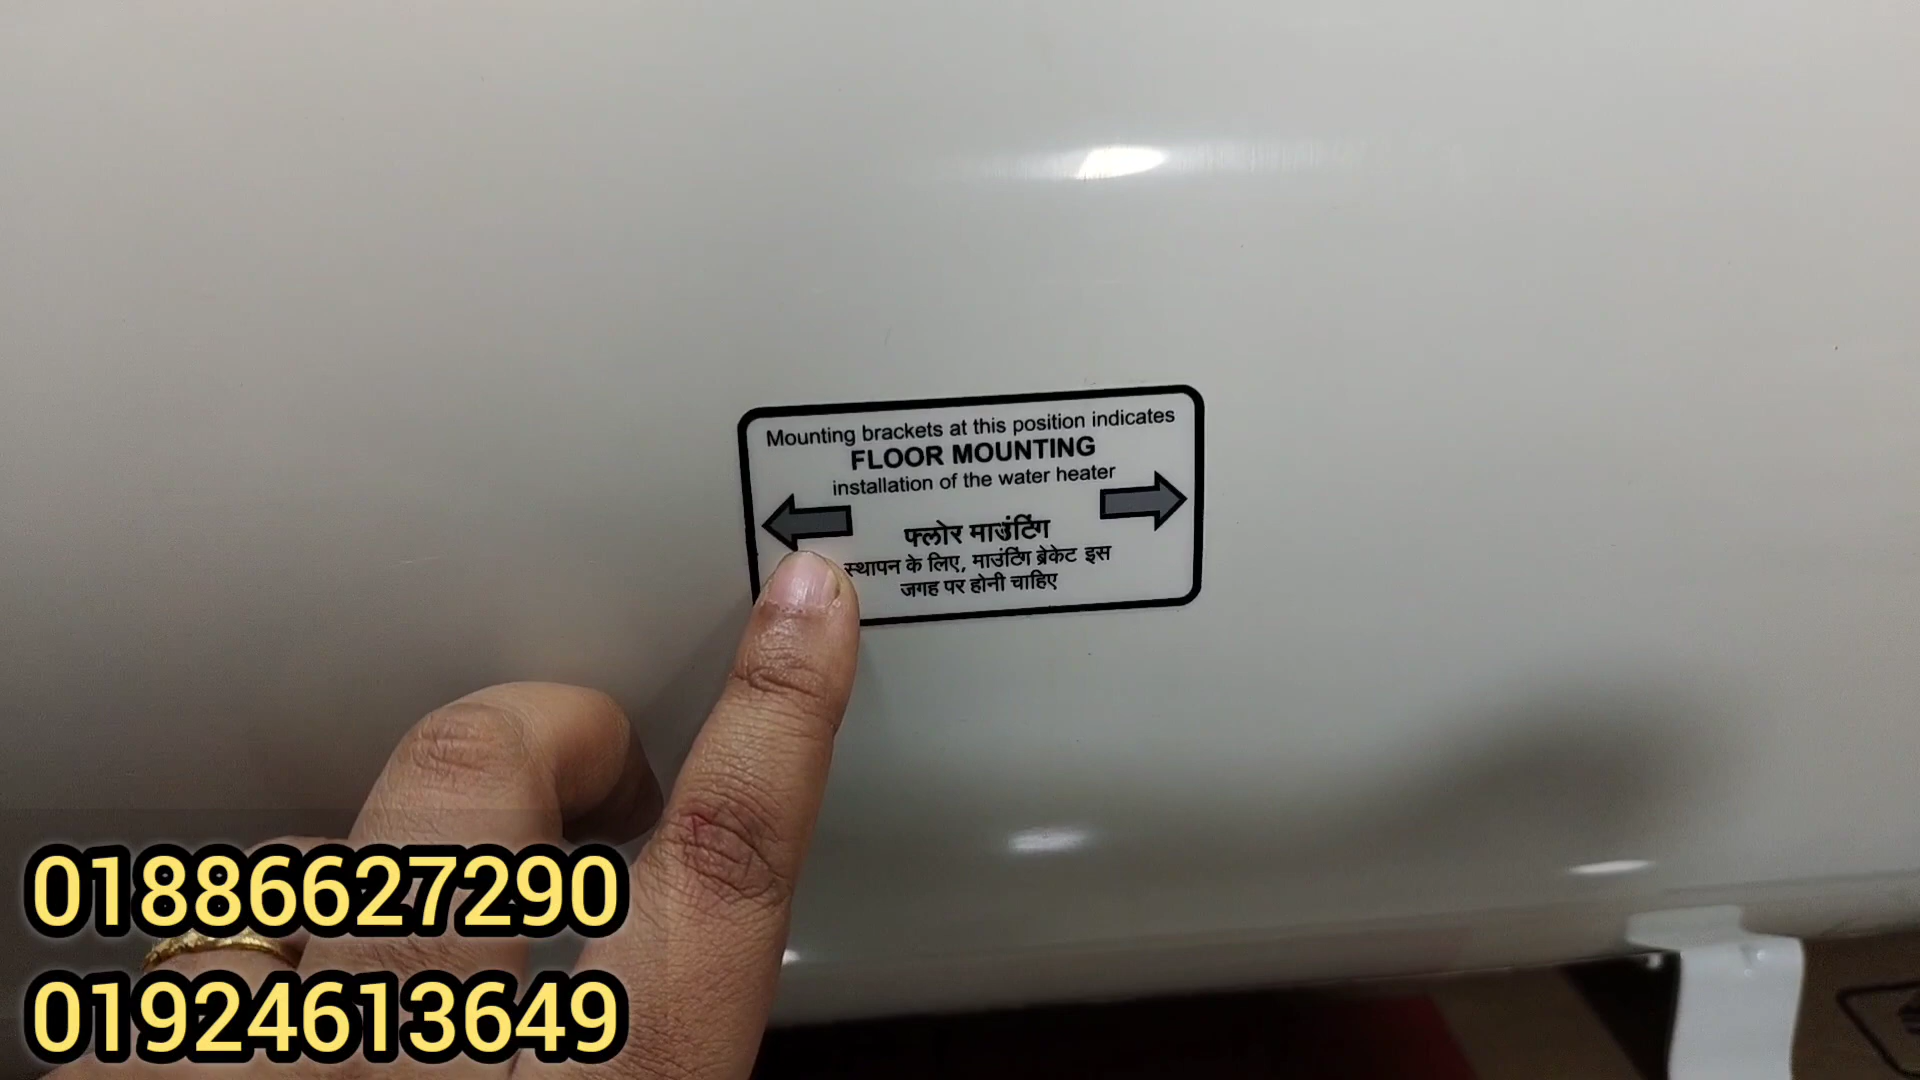 Mounting brackets at this position indicates
FLOOR MOUNTING
installation of the water heater
फ्लोर माउंटिंग
स्थापन के लिए, माउंटिंग ब्रेकेट इस
जगह पर होनी चाहिए
01886627290
01924613649